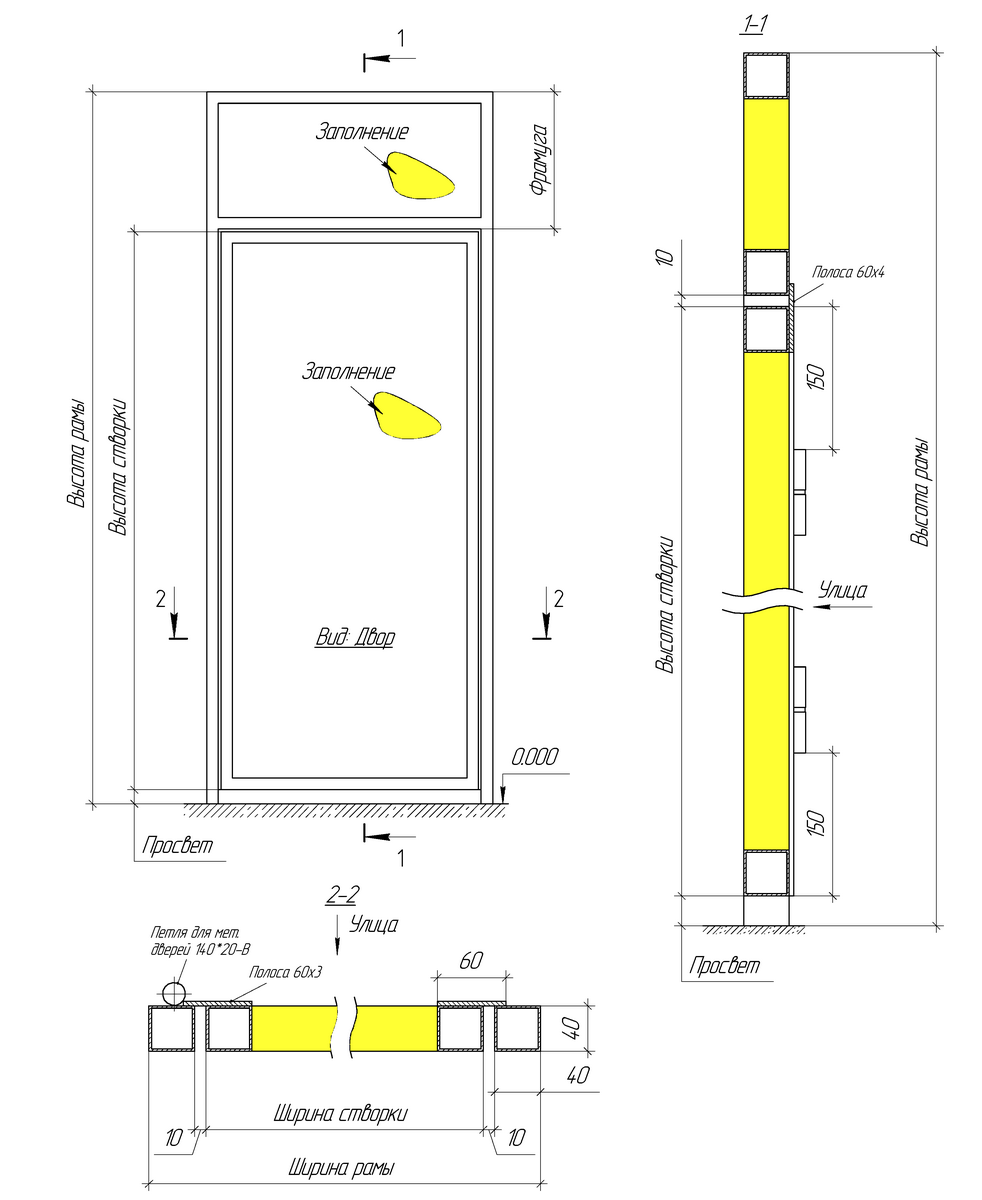 1
Заполнение
Фрамуга
Высота рамы
Высота створки
Заполнение
2
2
Вид: Двор
0.000
Просвет
1
1-1
10
Полоса 60х4
150
Высота рамы
Высота створки
Улица
150
Просвет
2-2
Улица
Петля для мет.
дверей 140*20-В
Полоса 60х3
60
40
40
Ширина створки
10
10
Ширина рамы